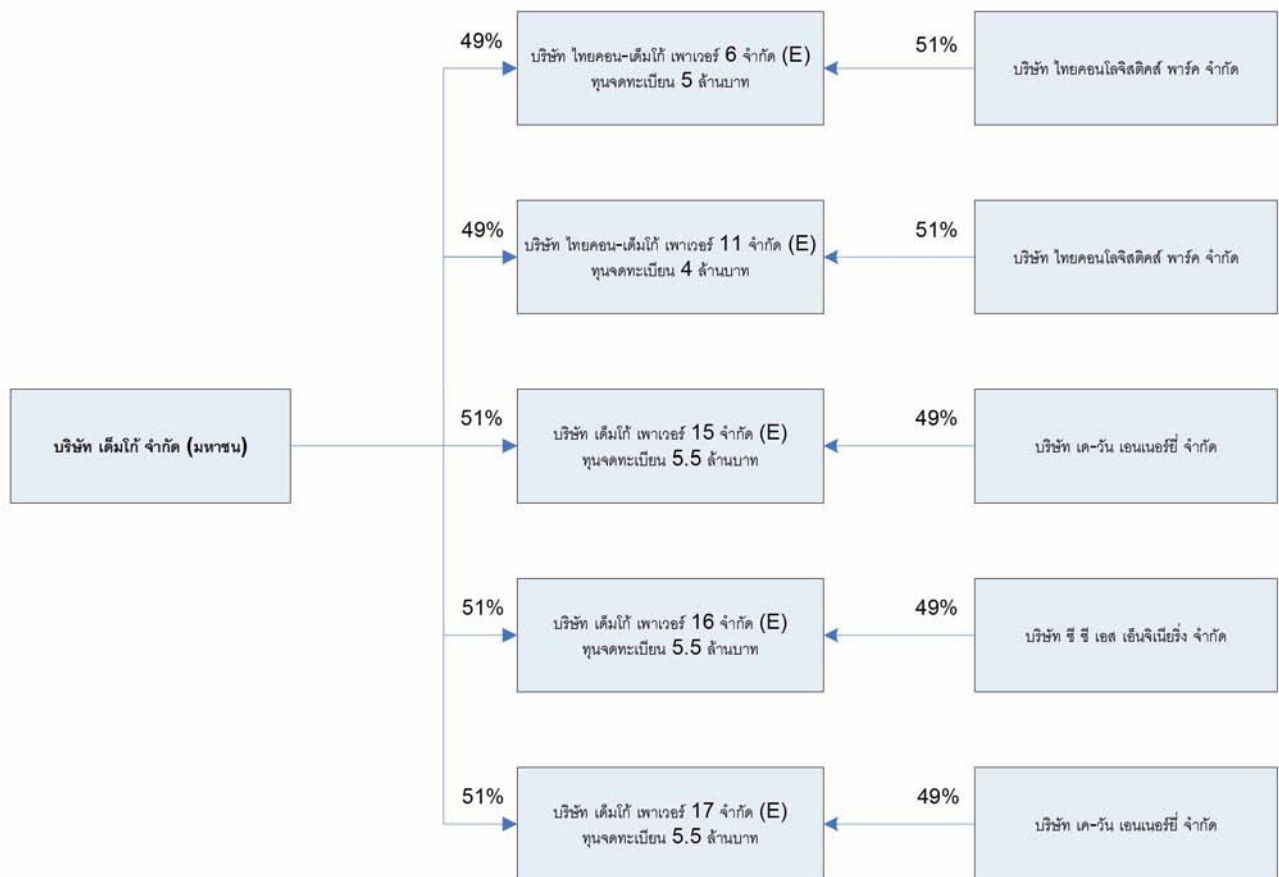 49%
บริษัท ไทยคอน-เด็มโก้ เพาเวอร์ 6 จำกัด (E)
ทุนจดทะเบียน 5 ล้านบาท
51%
บริษัท ไทยคอนโลจิสติคส์ พาร์ค จำกัด
49%
บริษัท ไทยคอน-เด็มโก้ เพาเวอร์ 11 จำกัด (E)
ทุนจดทะเบียน 4 ล้านบาท
51%
บริษัท ไทยคอนโลจิสติคส์ พาร์ค จำกัด
บริษัท เด็มโก้ จำกัด (มหาชน)
51%
บริษัท เด็มโก้ เพาเวอร์ 15 จำกัด (E)
ทุนจดทะเบียน 5.5 ล้านบาท
49%
บริษัท เค-วัน เอนเนอร์ยี่ จำกัด
51%
บริษัท เด็มโก้ เพาเวอร์ 16 จำกัด (E)
ทุนจดทะเบียน 5.5 ล้านบาท
49%
บริษัท ซี ซี เอส เอ็นจิเนียริ่ง จำกัด
51%
บริษัท เด็มโก้ เพาเวอร์ 17 จำกัด (E)
ทุนจดทะเบียน 5.5 ล้านบาท
49%
บริษัท เค-วัน เอนเนอร์ยี่ จำกัด